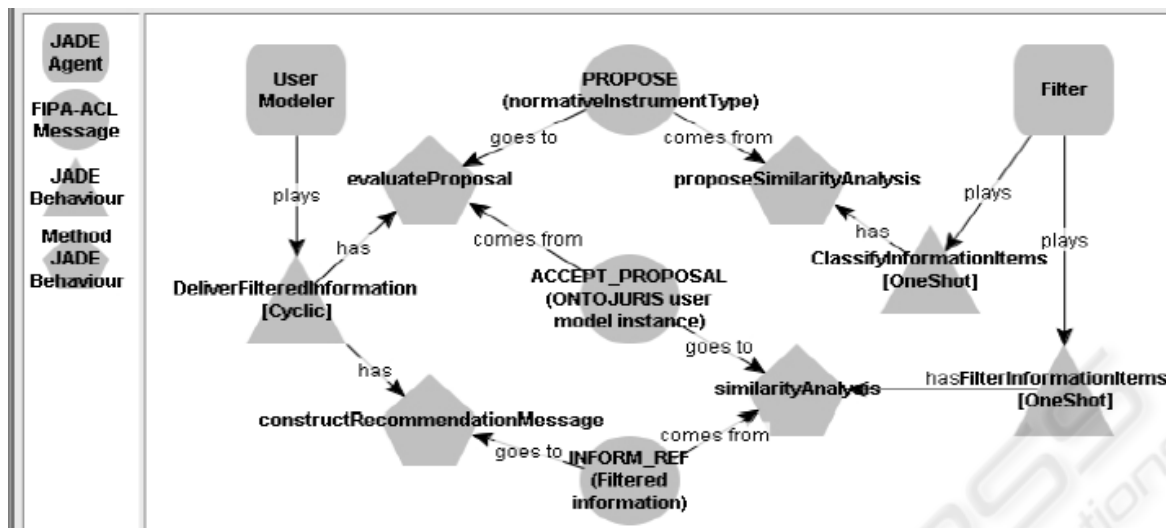 JADE
Agent
FIPA-ACL
Message
JADE
Behaviour
Method
JADE
Behaviour
User
Modeler
PROPOSE
(normativeInstrumentType)
Filter
goes to
comes from
evaluateProposal
proposeSimilarityAnalysis
plays
plays
plays
has
comes from
has
DeliverFilteredInformation
[Cyclic]
ACCEPT_PROPOSAL
(ONTOJURIS user
model instance)
ClassifyInformationItems
[OneShot]
goes to
has
similarityAnalysis
has
FilterInformationItems
[OneShot]
constructRecommendationMessage
comes from
goes to
INFORM_REF
(Filtered
information)